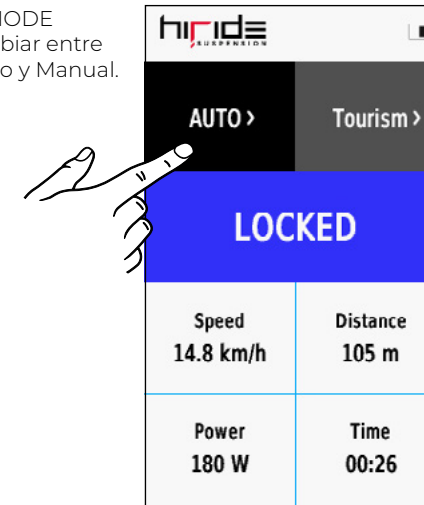 MODE
biar entre
o y Manual.
hiride
SUSPENSION
AUTO >
Tourism >
LOCKED
Speed
14.8 km/h
Distance
105 m
Power
180 W
Time
00:26